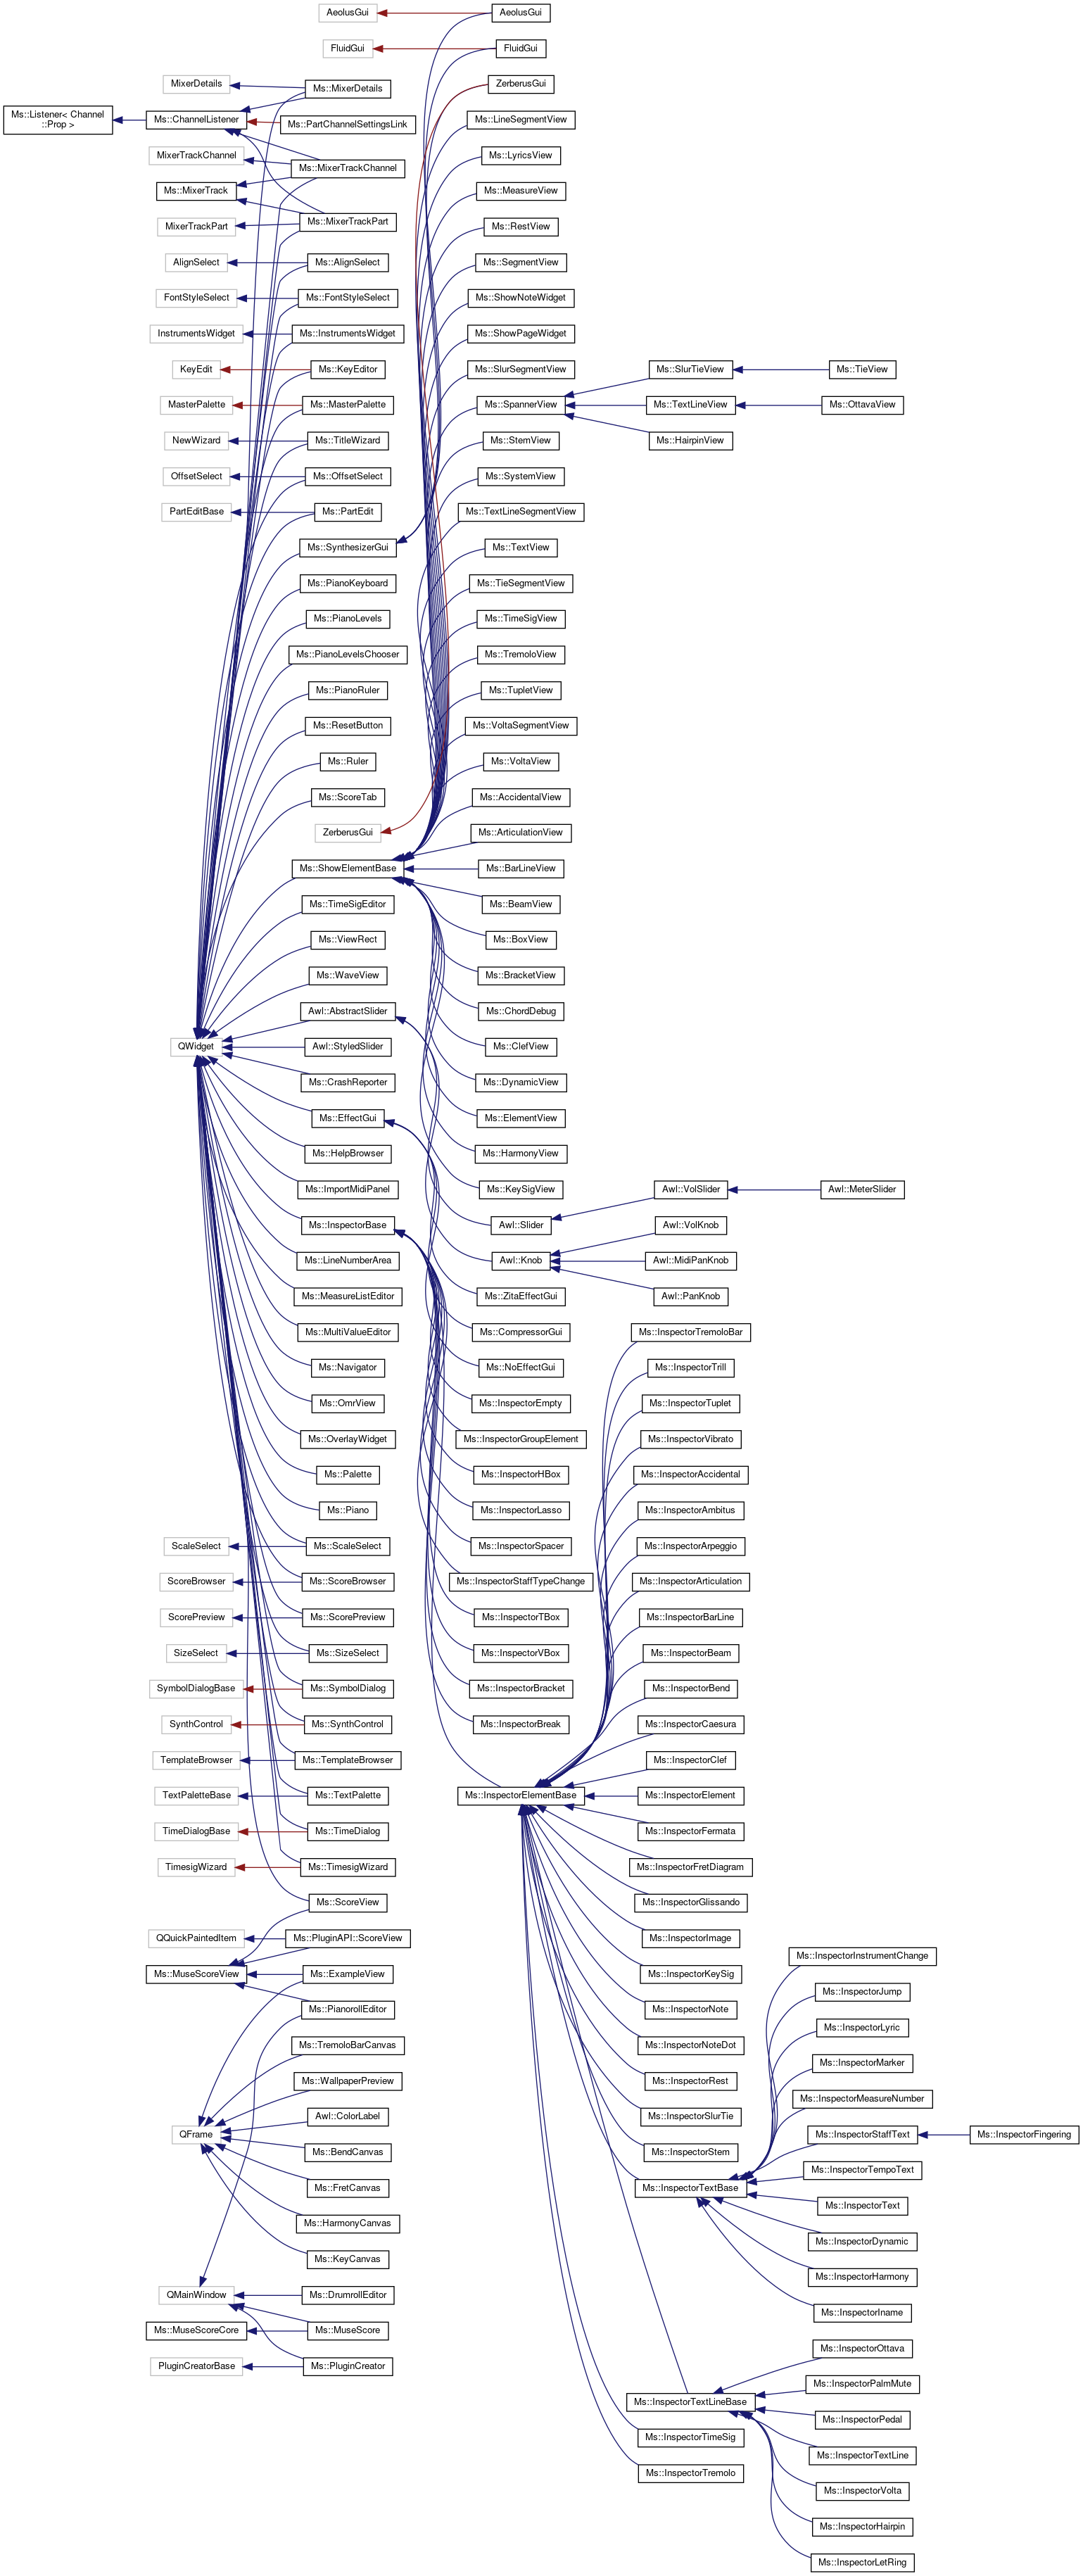 AeolusGui
AeolusGui
FluidGui
FluidGui
MixerDetails
Ms::MixerDetails
ZerberusGui
Ms::Listener< Channel
::Prop >
Ms::ChannelListener
Ms::PartChannelSettingsLink
Ms::LineSegmentView
MixerTrackChannel
Ms::MixerTrackChannel
Ms::LyricsView
Ms::MixerTrack
Ms::MeasureView
MixerTrackPart
Ms::MixerTrackPart
Ms::RestView
AlignSelect
Ms::AlignSelect
Ms::SegmentView
FontStyleSelect
Ms::FontStyleSelect
Ms::ShowNoteWidget
InstrumentsWidget
Ms::InstrumentsWidget
Ms::ShowPageWidget
KeyEdit
Ms::KeyEditor
Ms::SlurSegmentView
Ms::SlurTieView
Ms::TieView
MasterPalette
Ms::MasterPalette
Ms::SpannerView
Ms::TextLineView
Ms::OttavaView
NewWizard
Ms::TitleWizard
Ms::StemView
Ms::HairpinView
OffsetSelect
Ms::OffsetSelect
Ms::SystemView
PartEditBase
Ms::PartEdit
Ms::TextLineSegmentView
Ms::SynthesizerGui
Ms::TextView
Ms::PianoKeyboard
Ms::TieSegmentView
Ms::PianoLevels
Ms::TimeSigView
Ms::PianoLevelsChooser
Ms::TremoloView
Ms::PianoRuler
Ms::TupletView
Ms::ResetButton
Ms::VoltaSegmentView
Ms::Ruler
Ms::VoltaView
Ms::ScoreTab
Ms::AccidentalView
ZerberusGui
Ms::ArticulationView
Ms::ShowElementBase
Ms::BarLineView
Ms::TimeSigEditor
Ms::BeamView
Ms::ViewRect
Ms::BoxView
Ms::WaveView
Ms::BracketView
Awl::AbstractSlider
Ms::ChordDebug
QWidget
Awl::StyledSlider
Ms::ClefView
Ms::CrashReporter
Ms::DynamicView
Ms::EffectGui
Ms::ElementView
Ms::HelpBrowser
Ms::HarmonyView
Ms::ImportMidiPanel
Ms::KeySigView
Awl::VolSlider
Awl::MeterSlider
Ms::InspectorBase
Awl::Slider
Awl::VolKnob
Ms::LineNumberArea
Awl::Knob
Awl::MidiPanKnob
Ms::MeasureListEditor
Ms::ZitaEffectGui
Awl::PanKnob
Ms::MultiValueEditor
Ms::CompressorGui
Ms::InspectorTremoloBar
Ms::Navigator
Ms::NoEffectGui
Ms::InspectorTrill
Ms::OmrView
Ms::InspectorEmpty
Ms::InspectorTuplet
Ms::OverlayWidget
Ms::InspectorGroupElement
Ms::InspectorVibrato
Ms::Palette
Ms::InspectorHBox
Ms::InspectorAccidental
Ms::Piano
Ms::InspectorLasso
Ms::InspectorAmbitus
ScaleSelect
Ms::ScaleSelect
Ms::InspectorSpacer
Ms::InspectorArpeggio
ScoreBrowser
Ms::ScoreBrowser
Ms::InspectorStaffTypeChange
Ms::InspectorArticulation
ScorePreview
Ms::ScorePreview
Ms::InspectorTBox
Ms::InspectorBarLine
SizeSelect
Ms::SizeSelect
Ms::InspectorVBox
Ms::InspectorBeam
SymbolDialogBase
Ms::SymbolDialog
Ms::InspectorBracket
Ms::InspectorBend
SynthControl
Ms::SynthControl
Ms::InspectorBreak
Ms::InspectorCaesura
TemplateBrowser
Ms::TemplateBrowser
Ms::InspectorClef
TextPaletteBase
Ms::TextPalette
Ms::InspectorElementBase
Ms::InspectorElement
TimeDialogBase
Ms::TimeDialog
Ms::InspectorFermata
TimesigWizard
Ms::TimesigWizard
Ms::InspectorFretDiagram
Ms::ScoreView
Ms::InspectorGlissando
QQuickPaintedItem
Ms::PluginAPI::ScoreView
Ms::InspectorImage
Ms::InspectorInstrumentChange
Ms::MuseScoreView
Ms::ExampleView
Ms::InspectorKeySig
Ms::InspectorJump
Ms::PianorollEditor
Ms::InspectorNote
Ms::InspectorLyric
Ms::TremoloBarCanvas
Ms::InspectorNoteDot
Ms::InspectorMarker
Ms::WallpaperPreview
Ms::InspectorRest
Ms::InspectorMeasureNumber
Awl::ColorLabel
Ms::InspectorSlurTie
QFrame
Ms::InspectorStaffText
Ms::InspectorFingering
Ms::BendCanvas
Ms::InspectorStem
Ms::InspectorTempoText
Ms::FretCanvas
Ms::InspectorTextBase
Ms::InspectorText
Ms::HarmonyCanvas
Ms::InspectorDynamic
Ms::KeyCanvas
Ms::InspectorHarmony
QMainWindow
Ms::DrumrollEditor
Ms::InspectorIname
Ms::MuseScoreCore
Ms::MuseScore
Ms::InspectorOttava
PluginCreatorBase
Ms::PluginCreator
Ms::InspectorPalmMute
Ms::InspectorTextLineBase
Ms::InspectorPedal
Ms::InspectorTimeSig
Ms::InspectorTextLine
Ms::InspectorTremolo
Ms::InspectorVolta
Ms::InspectorHairpin
Ms::InspectorLetRing